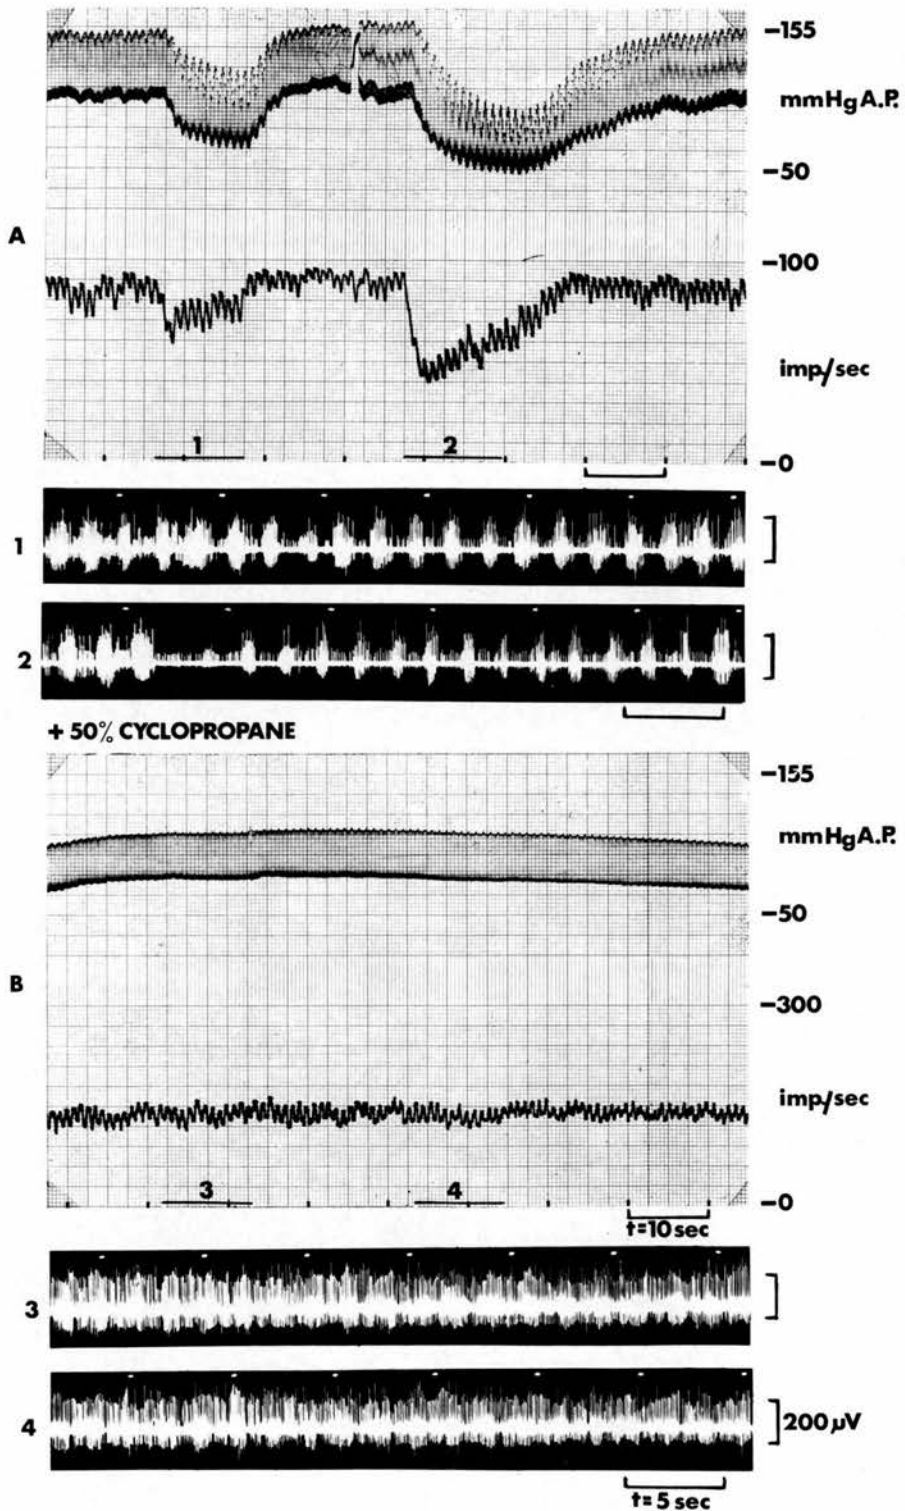 -155
mmHg A.P.
-50
A
-100
imp/sec
1
2
-0
1
2
+ 50% CYCLOPROPANE
-155
mmHg A.P.
-50
B
-300
imp/sec
3
4
-0
t=10 sec
3
4
200 µV
t=5 sec